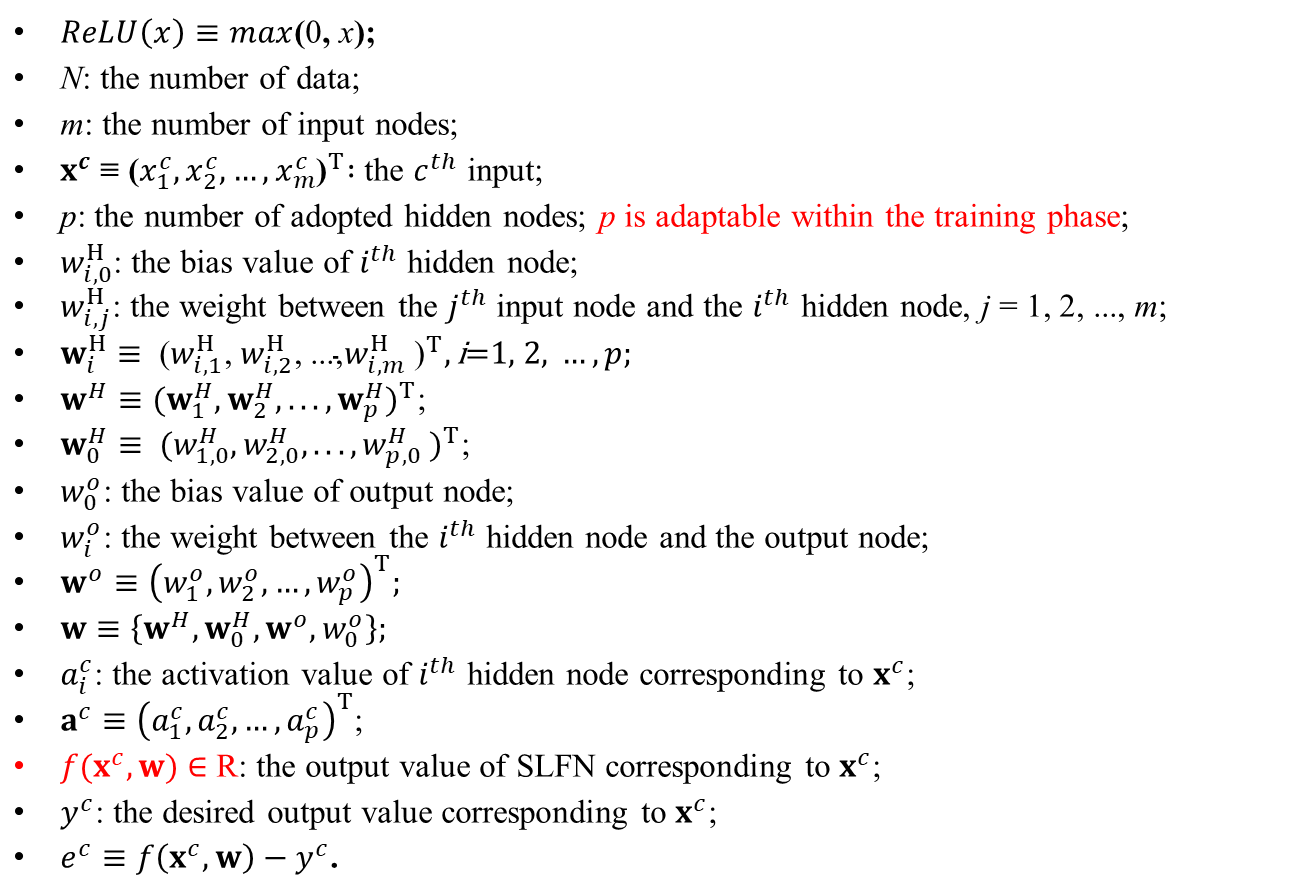 • ReLU(x) ≡ max(0, x);
• N: the number of data;
• m: the number of input nodes;
• x^c ≡ (x_1^c, x_2^c, …, x_m^c)^T: the c^{th} input;
• p: the number of adopted hidden nodes; p is adaptable within the training phase;
• w_{i,0}^H: the bias value of i^{th} hidden node;
• w_{i,j}^H: the weight between the j^{th} input node and the i^{th} hidden node, j = 1, 2, ..., m;
• w_i^H ≡ (w_{i,1}^H, w_{i,2}^H, ..., w_{i,m}^H)^T, i=1, 2, …, p;
• w^H ≡ (w_1^H, w_2^H, . . . , w_p^H)^T;
• w_0^H ≡ (w_{1,0}^H, w_{2,0}^H, . . . , w_{p,0}^H)^T;
• w_0^o: the bias value of output node;
• w_i^o: the weight between the i^{th} hidden node and the output node;
• w^o ≡ (w_1^o, w_2^o, …, w_p^o)^T;
• w ≡ {w^H, w_0^H, w^o, w_0^o};
• a_i^c: the activation value of i^{th} hidden node corresponding to x^c;
• a^c ≡ (a_1^c, a_2^c, …, a_p^c)^T;
• f(x^c, w) ∈ R: the output value of SLFN corresponding to x^c;
• y^c: the desired output value corresponding to x^c;
• e^c ≡ f(x^c, w) − y^c.